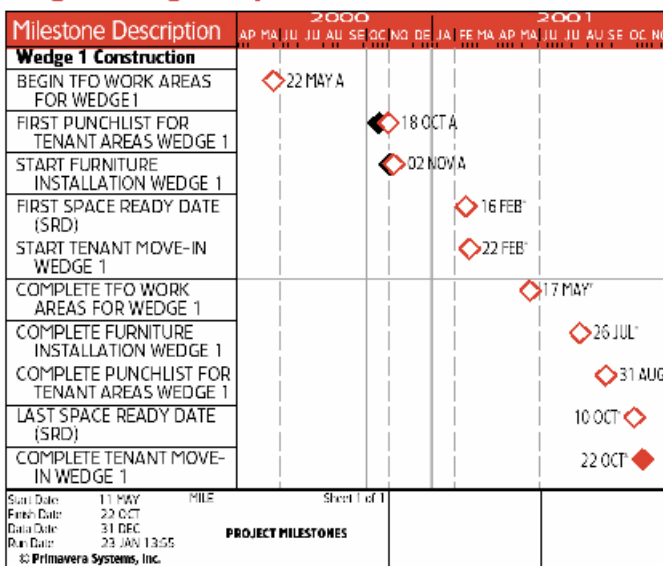 2000 2001
Milestone Description AP MA JU JU AU SE OC NO DE JA FE MA AP MA JU JU AU SE OC NO
Wedge 1 Construction
BEGIN TFO WORK AREAS
FOR WEDGE 1
22 MAY A
FIRST PUNCHLIST FOR
TENANT AREAS WEDGE 1
18 OCT A
START FURNITURE
INSTALLATION WEDGE 1
02 NOV A
FIRST SPACE READY DATE
(SRD)
16 FEB*
START TENANT MOVE-IN
WEDGE 1
22 FEB*
COMPLETE TFO WORK
AREAS FOR WEDGE 1
17 MAY*
COMPLETE FURNITURE
INSTALLATION WEDGE 1
26 JUL*
COMPLETE PUNCHLIST FOR
TENANT AREAS WEDGE 1
31 AUG
LAST SPACE READY DATE
(SRD)
10 OCT*
COMPLETE TENANT MOVE-
IN WEDGE 1
22 OCT*
Start Date 11 MAY MILE Sheet 1 of 1
Finish Date 22 OCT
Data Date 31 DEC
Run Date 23 JAN 13:55
PROJECT MILESTONES
© Primavera Systems, Inc.